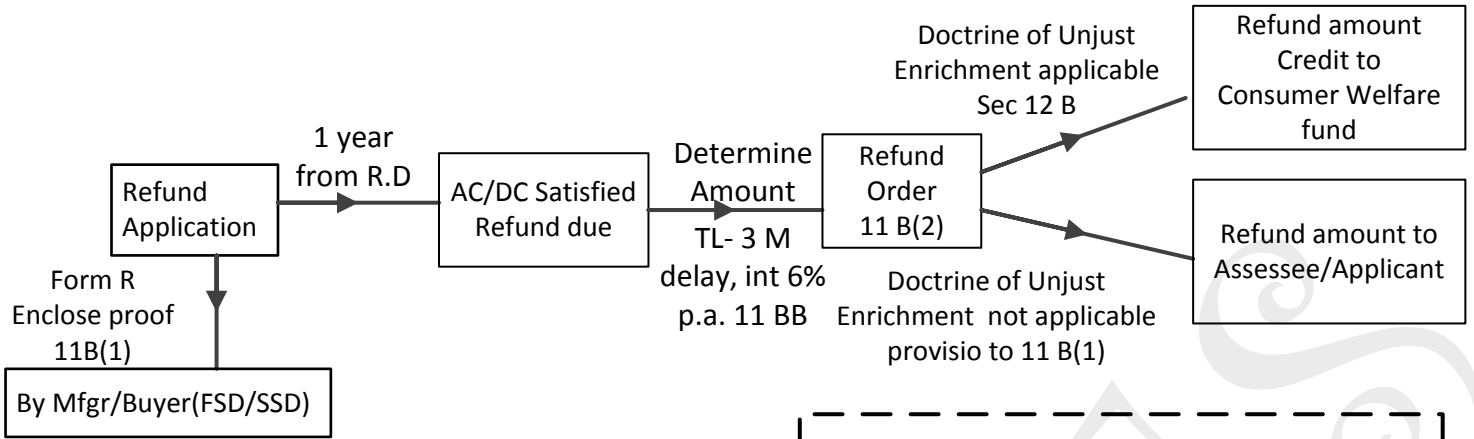 Refund
Application
Form R
Enclose proof
11B(1)
By Mfgr/Buyer(FSD/SSD)
1 year
from R.D
AC/DC Satisfied
Refund due
Determine
Amount
TL- 3 M
delay, int 6%
p.a. 11 BB
Refund
Order
11 B(2)
Doctrine of Unjust
Enrichment applicable
Sec 12 B
Refund amount
Credit to
Consumer Welfare
fund
Doctrine of Unjust
Enrichment not applicable
provisio to 11 B(1)
Refund amount to
Assessee/Applicant